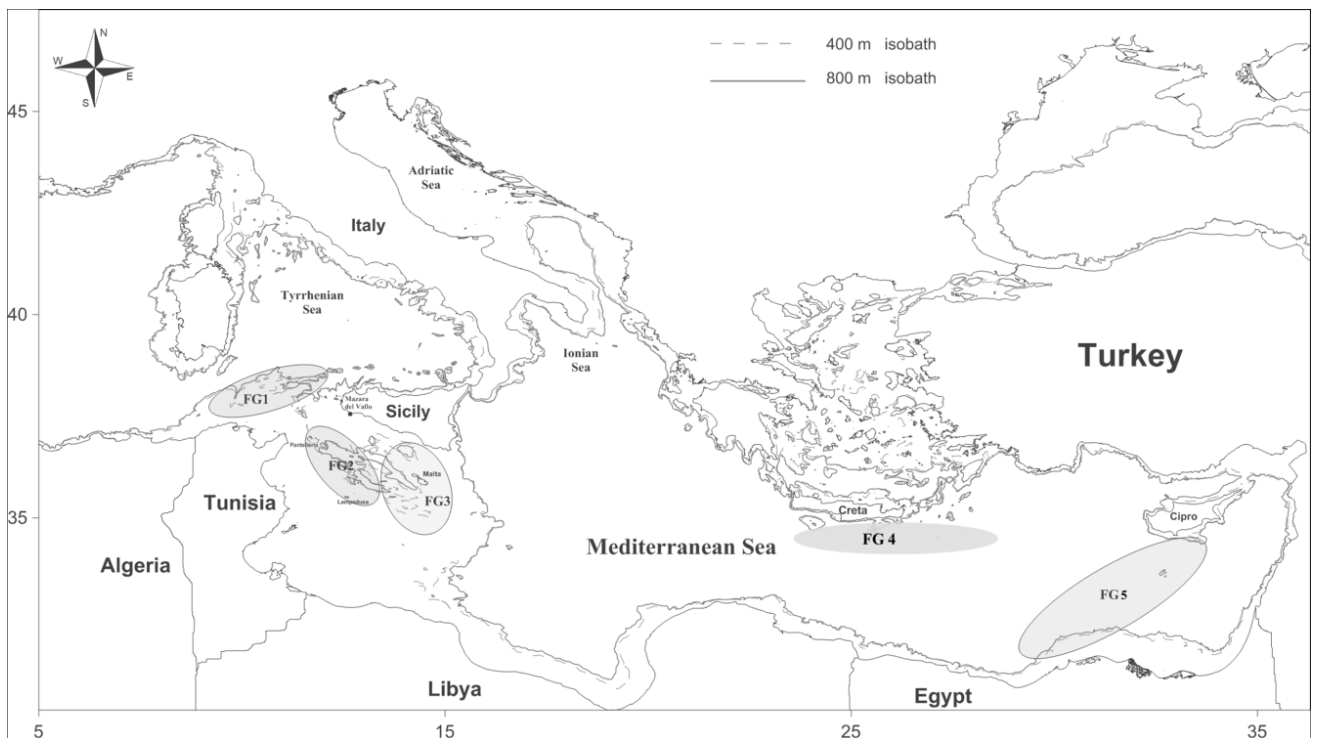 N
W
E
S
400 m isobath
800 m isobath
45
Adriatic
Sea
Italy
40
Tyrrhenian
Sea
Ionian
Sea
Turkey
FG1
Mazara
del Vallo
Sicily
Pantelleria
FG2
Malta
FG3
Lampedusa
Tunisia
35
Creta
Cipro
FG 4
Mediterranean Sea
Algeria
FG5
Libya
Egypt
5
15
25
35